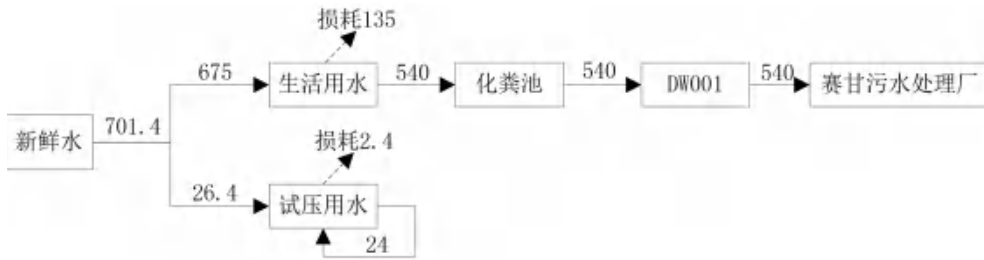 损耗135
675
生活用水
540
化粪池
540
DW001
540
赛甘污水处理厂
新鲜水
701.4
损耗2.4
26.4
试压用水
24